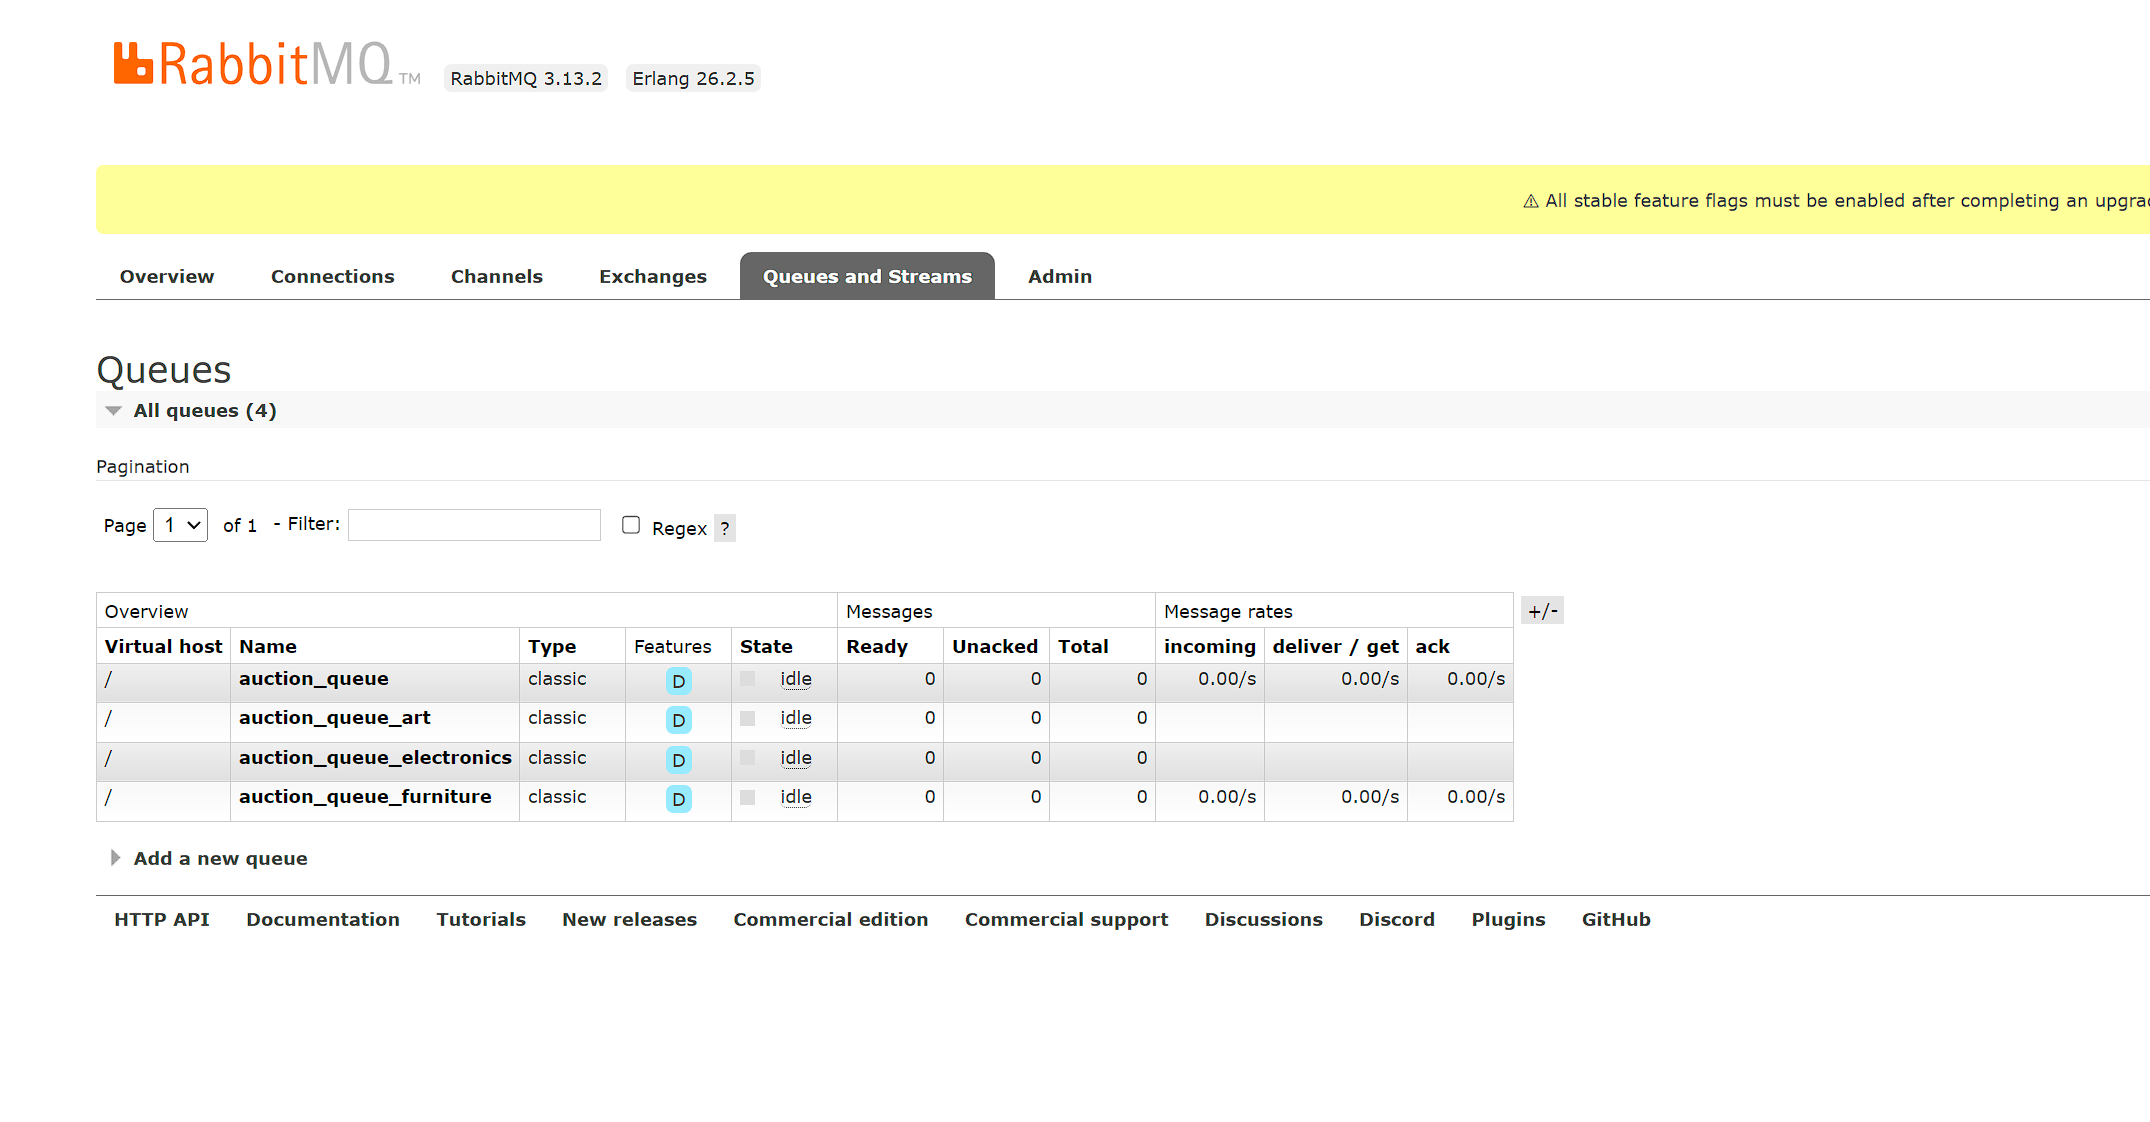 RabbitMQ TM RabbitMQ 3.13.2 Erlang 26.2.5
⚠ All stable feature flags must be enabled after completing an upgrad
Overview Connections Channels Exchanges Queues and Streams Admin
Queues
All queues (4)
Pagination
Page 1 of 1 - Filter: Regex ?
Overview Messages Message rates +/-
Virtual host Name Type Features State Ready Unacked Total incoming deliver / get ack
/ auction_queue classic D idle 0 0 0 0.00/s 0.00/s 0.00/s
/ auction_queue_art classic D idle 0 0 0
/ auction_queue_electronics classic D idle 0 0 0
/ auction_queue_furniture classic D idle 0 0 0 0.00/s 0.00/s 0.00/s
Add a new queue
HTTP API Documentation Tutorials New releases Commercial edition Commercial support Discussions Discord Plugins GitHub